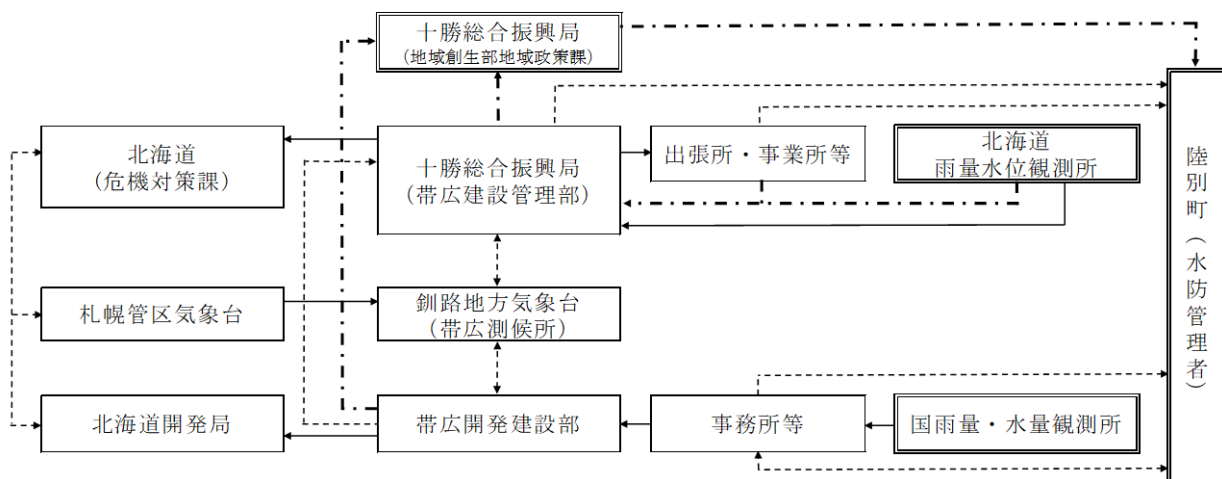 十勝総合振興局
(地域創生部地域政策課)
北海道
(危機対策課)
十勝総合振興局
(帯広建設管理部)
出張所・事業所等
北海道
雨量水位観測所
陸別町(水防管理者)
札幌管区気象台
釧路地方気象台
(帯広測候所)
北海道開発局
帯広開発建設部
事務所等
国雨量・水量観測所